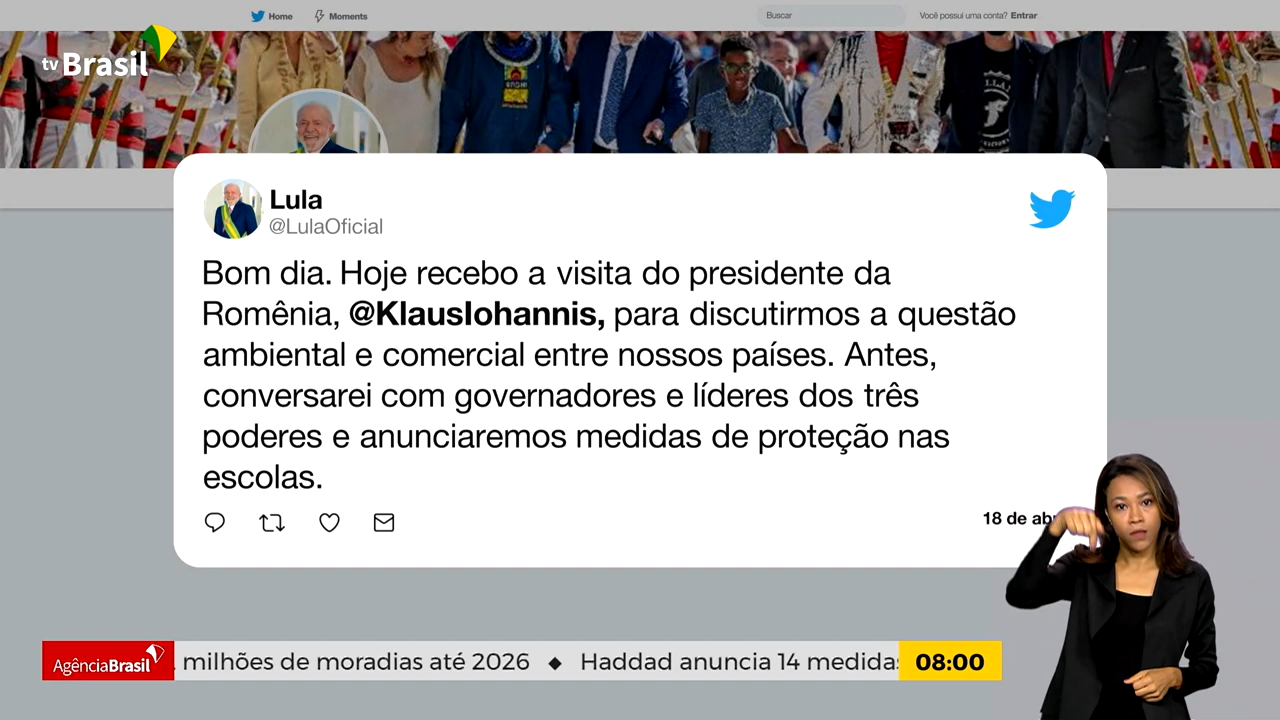 Home
Moments
Buscar
Você possui uma conta? Entrar
tv Brasil
Lula
@LulaOficial
Bom dia. Hoje recebo a visita do presidente da
Romênia, @KlausIohannis, para discutirmos a questão
ambiental e comercial entre nossos países. Antes,
conversarei com governadores e líderes dos três
poderes e anunciaremos medidas de proteção nas
escolas.
18 de ab
AgênciaBrasil
milhões de moradias até 2026 ◆ Haddad anuncia 14 medidas
08:00